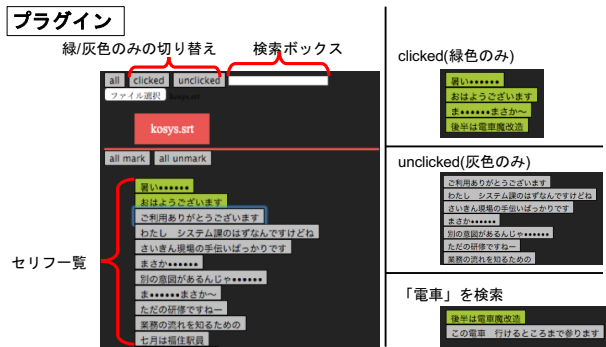 プラグイン
緑/灰色のみの切り替え
検索ボックス
all clicked unclicked
ファイル選択 kosys.srt
kosys.srt
all mark all unmark
セリフ一覧
暑い••••••
おはようございます
ご利用ありがとうございます
わたし　システム課のはずなんですけどね
さいきん現場の手伝いばっかりです
まさか••••••
別の意図があるんじゃ••••••
ま••••••まさか〜
ただの研修ですねー
業務の流れを知るための
七月は福住駅員
clicked(緑色のみ)
暑い••••••
おはようございます
ま••••••まさか〜
後半は電車魔改造
unclicked(灰色のみ)
ご利用ありがとうございます
わたし　システム課のはずなんですけどね
さいきん現場の手伝いばっかりです
まさか••••••
別の意図があるんじゃ••••••
ただの研修ですねー
業務の流れを知るための
「電車」を検索
後半は電車魔改造
この電車　行けるところまで参ります